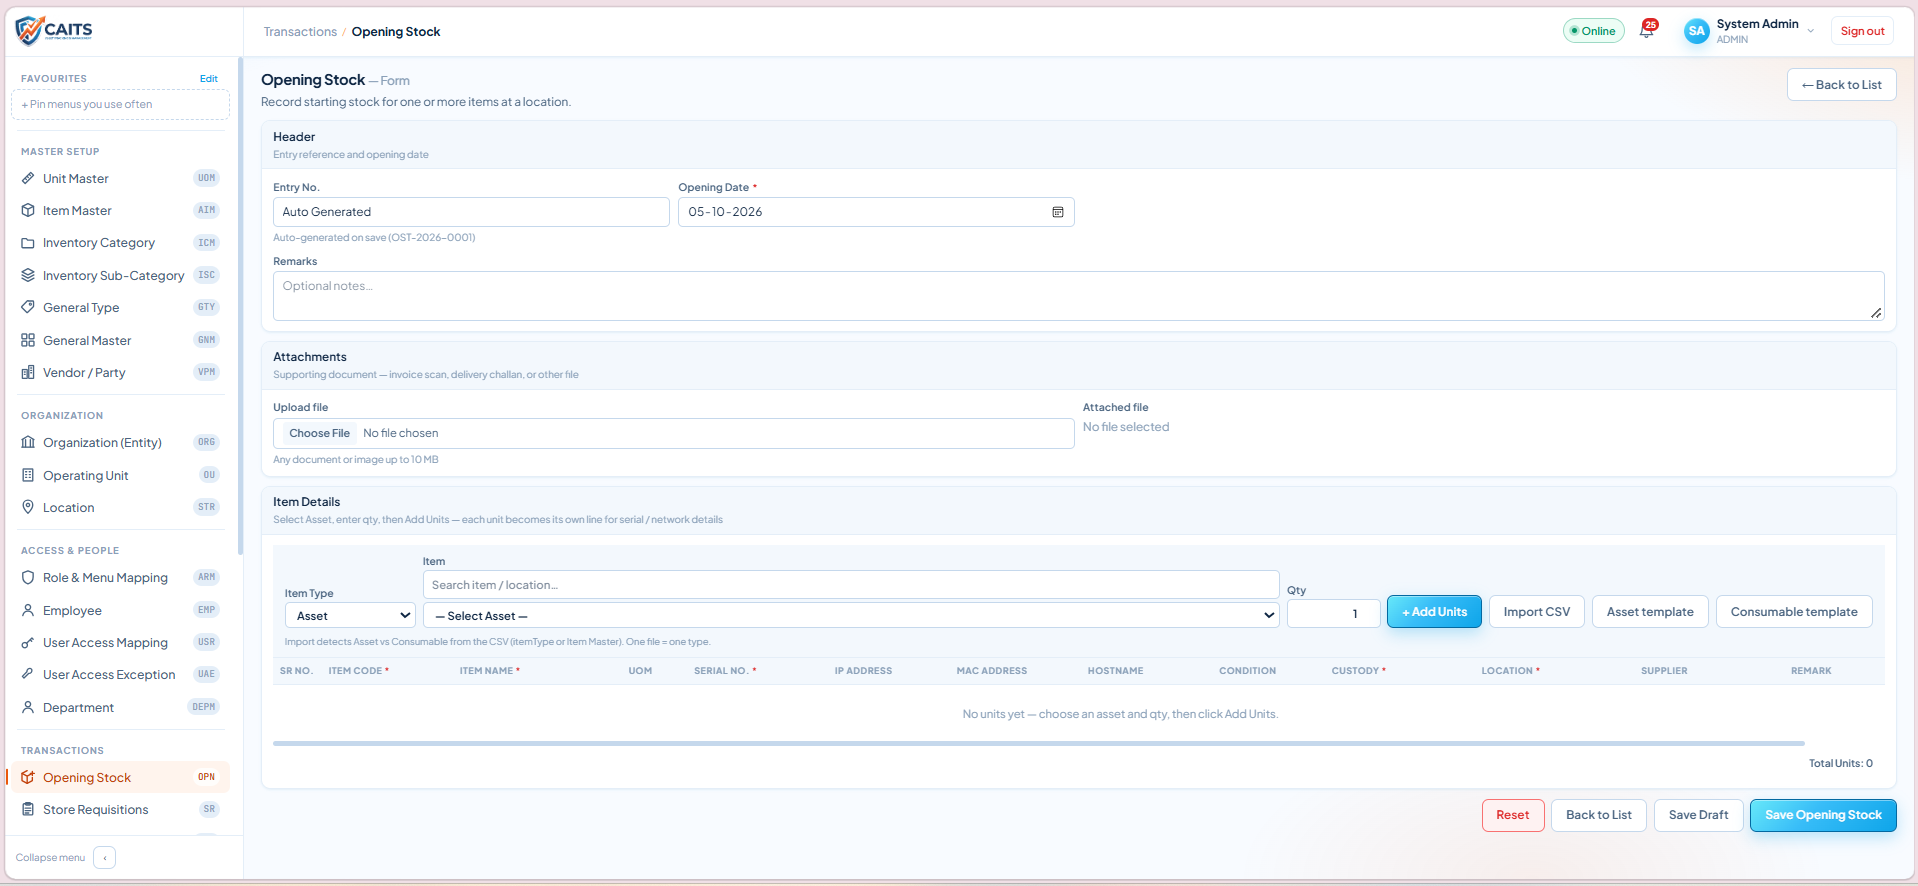 CAITS
Transactions / Opening Stock
Online
25
SA
System Admin
ADMIN
Sign out
FAVOURITES
Edit
+ Pin menus you use often
MASTER SETUP
Unit Master UOM
Item Master AIM
Inventory Category ICM
Inventory Sub-Category ISC
General Type GTY
General Master GNM
Vendor / Party VPM
ORGANIZATION
Organization (Entity) ORG
Operating Unit OU
Location STR
ACCESS & PEOPLE
Role & Menu Mapping ARM
Employee EMP
User Access Mapping USR
User Access Exception UAE
Department DEPM
TRANSACTIONS
Opening Stock OPN
Store Requisitions SR
Collapse menu ‹
Opening Stock — Form
Record starting stock for one or more items at a location.
← Back to List
Header
Entry reference and opening date
Entry No.
Opening Date *
Auto Generated
05-10-2026
Auto-generated on save (OST-2026-0001)
Remarks
Optional notes...
Attachments
Supporting document — invoice scan, delivery challan, or other file
Upload file
Attached file
Choose File No file chosen
No file selected
Any document or image up to 10 MB
Item Details
Select Asset, enter qty, then Add Units — each unit becomes its own line for serial / network details
Item
Search item / location...
Item Type
Qty
Asset
— Select Asset —
1
+ Add Units
Import CSV
Asset template
Consumable template
Import detects Asset vs Consumable from the CSV (itemType or Item Master). One file = one type.
SR NO. ITEM CODE * ITEM NAME * UOM SERIAL NO. * IP ADDRESS MAC ADDRESS HOSTNAME CONDITION CUSTODY * LOCATION * SUPPLIER REMARK
No units yet — choose an asset and qty, then click Add Units.
Total Units: 0
Reset
Back to List
Save Draft
Save Opening Stock